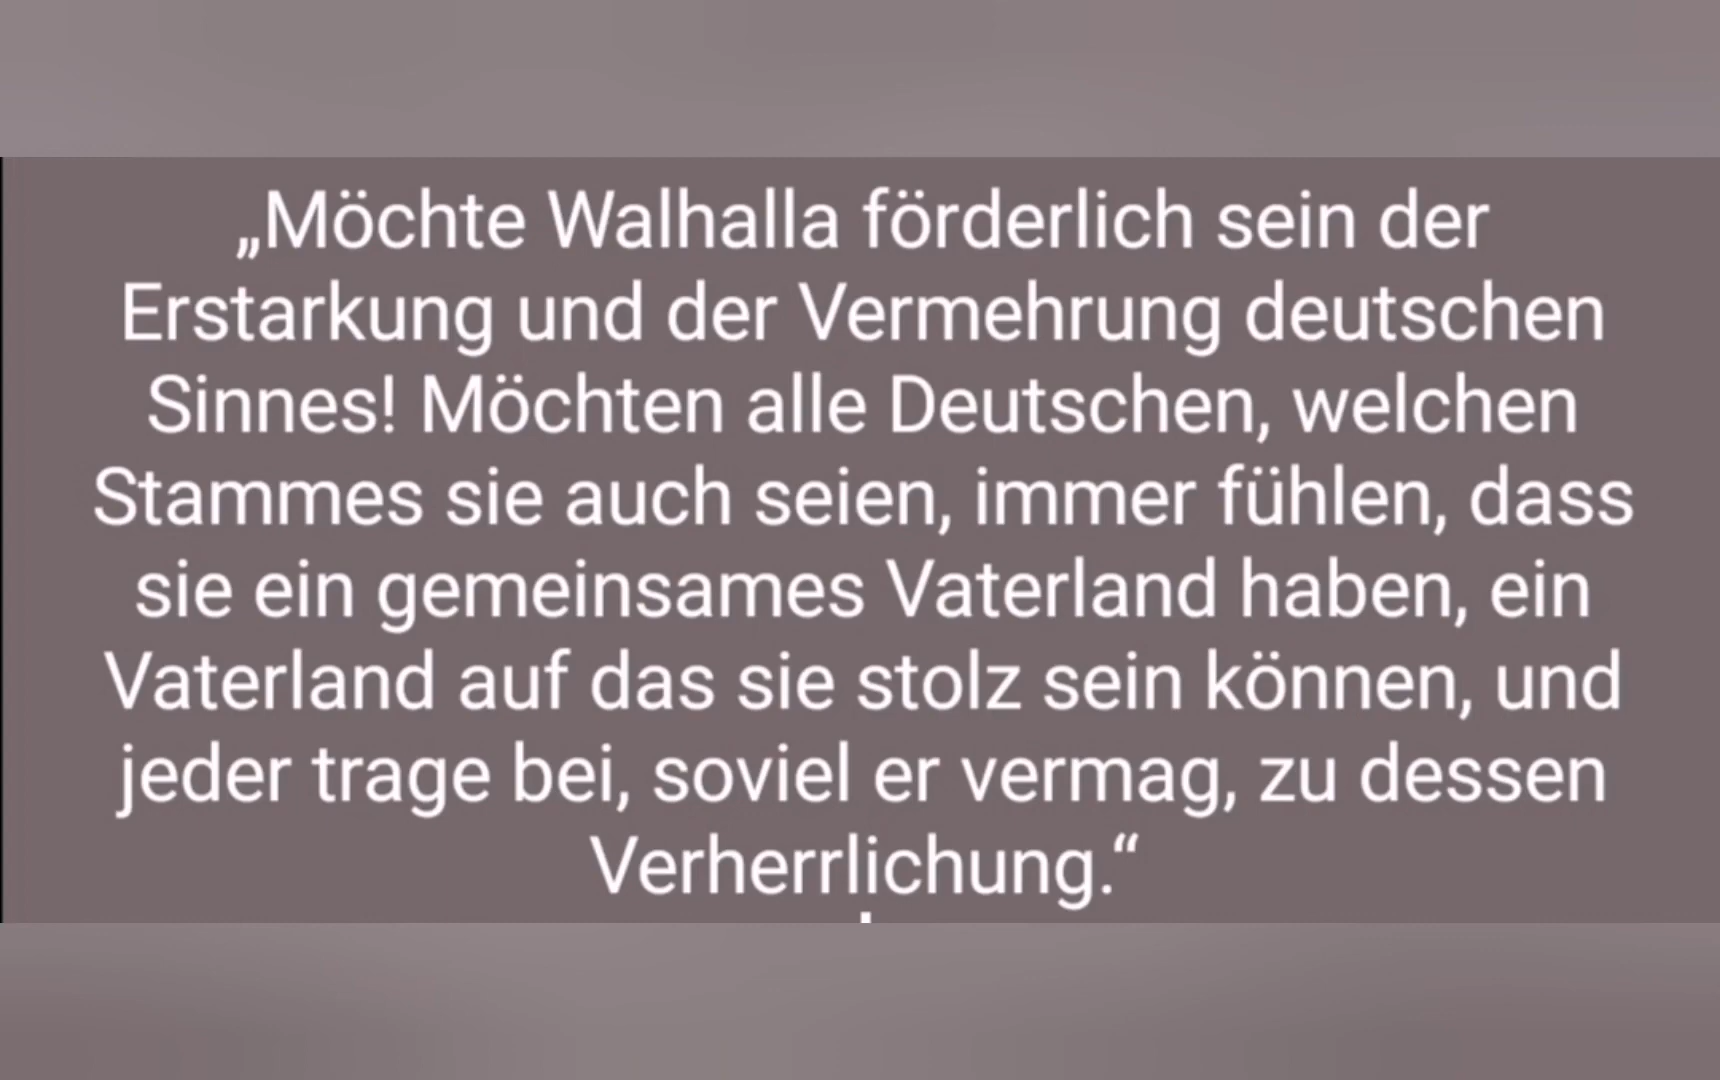 „Möchte Walhalla förderlich sein der
Erstarkung und der Vermehrung deutschen
Sinnes! Möchten alle Deutschen, welchen
Stammes sie auch seien, immer fühlen, dass
sie ein gemeinsames Vaterland haben, ein
Vaterland auf das sie stolz sein können, und
jeder trage bei, soviel er vermag, zu dessen
Verherrlichung.“